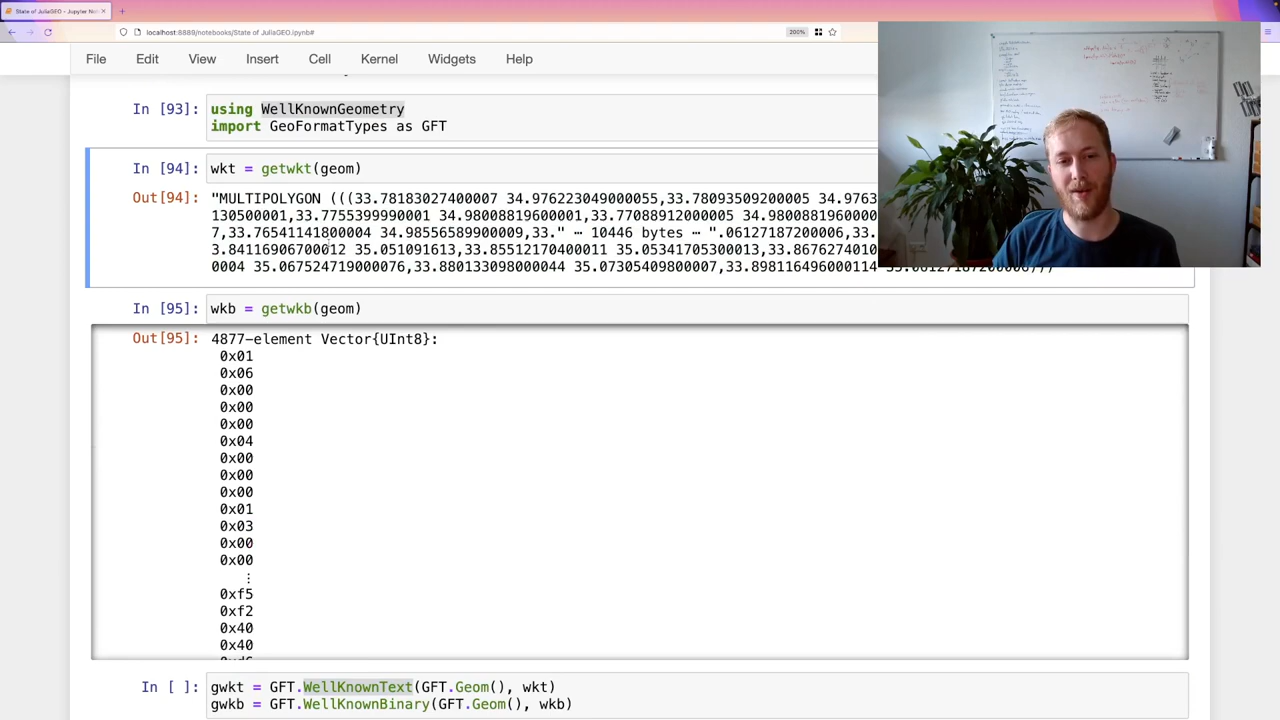 State of JuliaGEO - Jupyter Not
localhost:8889/notebooks/State of JuliaGEO.ipynb#
200%
File Edit View Insert Cell Kernel Widgets Help
In [93]: using WellKnownGeometry
import GeoFormatTypes as GFT
In [94]: wkt = getwkt(geom)
Out[94]: "MULTIPOLYGON (((33.78183027400007 34.976223049000055,33.780935092000005 34.9763
130500001,33.7755399990001 34.98008819600001,33.77088912000005 34.9800881960000
7,33.76541141800004 34.98556589900009,33." ⋯ 10446 bytes ⋯ ".06127187200006,33.
3.84116906700012 35.051091613,33.85512170400011 35.05341705300013,33.8676274010
0004 35.067524719000076,33.880133098000044 35.07305409800007,33.898116496000114 35.06127187200006)))
In [95]: wkb = getwkb(geom)
Out[95]: 4877-element Vector{UInt8}:
0x01
0x06
0x00
0x00
0x00
0x04
0x00
0x00
0x00
0x01
0x03
0x00
0x00
⋮
0xf5
0xf2
0x40
0x40
In [ ]: gwkt = GFT.WellKnownText(GFT.Geom(), wkt)
gwkb = GFT.WellKnownBinary(GFT.Geom(), wkb)